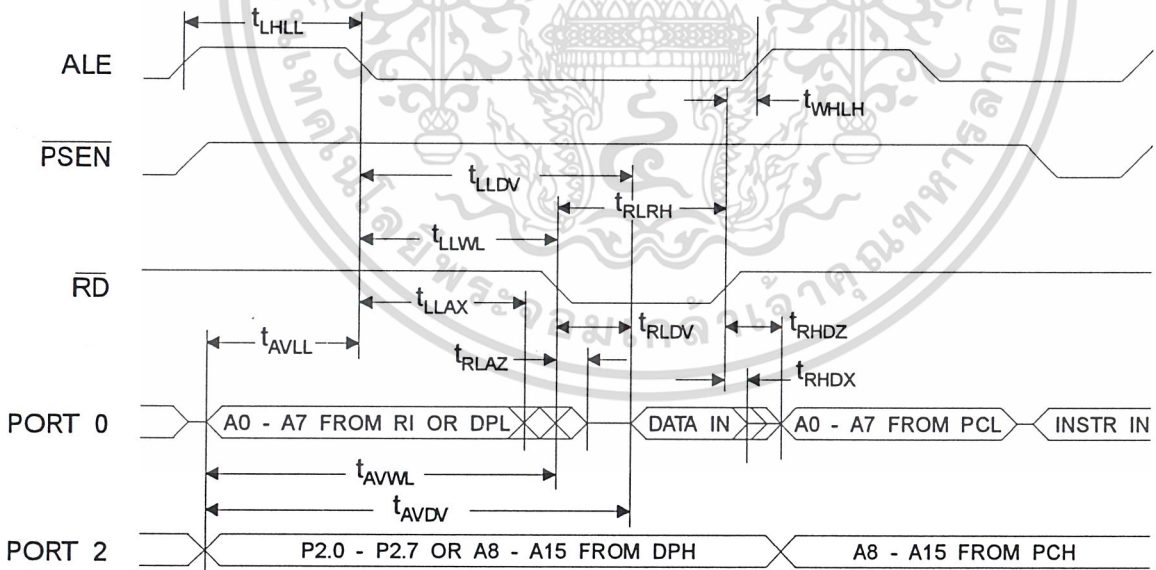 tLHLL
ALE
tWHLH
PSEN
tLLDV
tRLRH
tLLWL
RD
tLLAX
tRLDV
tRHDZ
tAVLL
tRLAZ
tRHDX
PORT 0
A0 - A7 FROM RI OR DPL
DATA IN
A0 - A7 FROM PCL
INSTR IN
tAVWL
tAVDV
PORT 2
P2.0 - P2.7 OR A8 - A15 FROM DPH
A8 - A15 FROM PCH